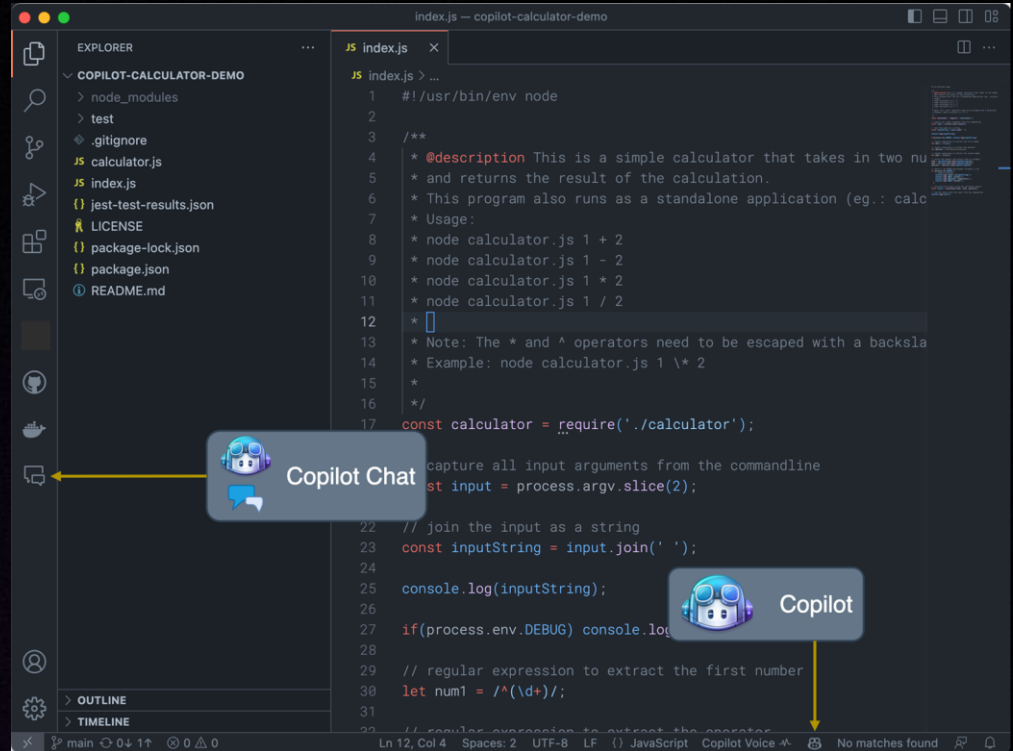 index.js — copilot-calculator-demo
EXPLORER
COPILOT-CALCULATOR-DEMO
node_modules
test
.gitignore
JS calculator.js
JS index.js
{} jest-test-results.json
LICENSE
{} package-lock.json
{} package.json
README.md
OUTLINE
TIMELINE
JS index.js
JS index.js > ...
1 #!/usr/bin/env node
2
3 /**
4 * @description This is a simple calculator that takes in two nu
5 * and returns the result of the calculation.
6 * This program also runs as a standalone application (eg.: calc
7 * Usage:
8 * node calculator.js 1 + 2
9 * node calculator.js 1 - 2
10 * node calculator.js 1 * 2
11 * node calculator.js 1 / 2
12 *
13 * Note: The * and ^ operators need to be escaped with a backsla
14 * Example: node calculator.js 1 \* 2
15 *
16 */
17 const calculator = require('./calculator');
capture all input arguments from the commandline
st input = process.argv.slice(2);
22 // join the input as a string
23 const inputString = input.join(' ');
24
25 console.log(inputString);
26
27 if(process.env.DEBUG) console.log
28
29 // regular expression to extract the first number
30 let num1 = /^(\d+)/;
31
32 // regular expression to extract the operator
Copilot Chat
Copilot
main 0↓ 1↑ 0 0
Ln 12, Col 4 Spaces: 2 UTF-8 LF {} JavaScript Copilot Voice No matches found